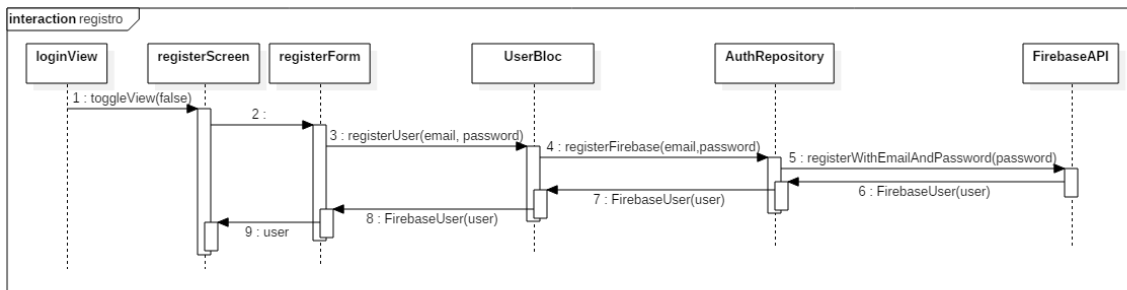 interaction registro
loginView
registerScreen
registerForm
UserBloc
AuthRepository
FirebaseAPI
1 : toggleView(false)
2 :
3 : registerUser(email, password)
4 : registerFirebase(email,password)
5 : registerWithEmailAndPassword(password)
6 : FirebaseUser(user)
7 : FirebaseUser(user)
8 : FirebaseUser(user)
9 : user